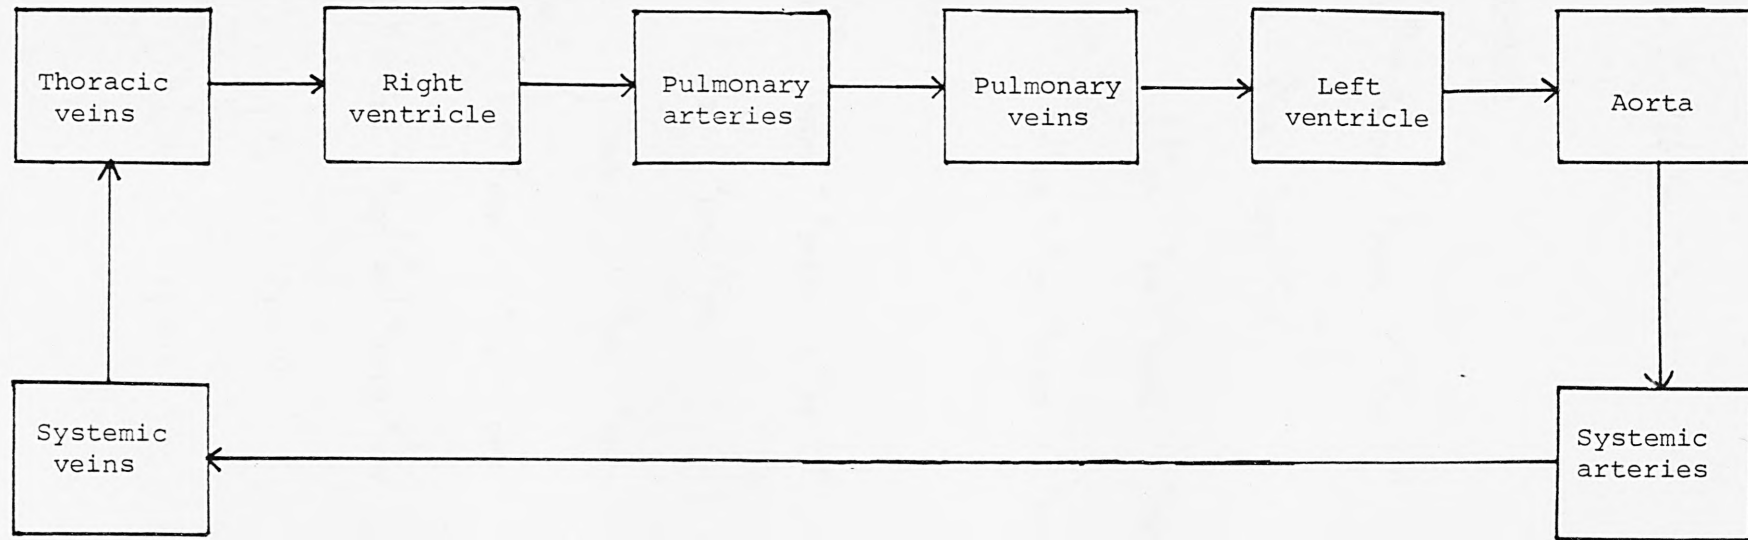 Thoracic
veins
Right
ventricle
Pulmonary
arteries
Pulmonary
veins
Left
ventricle
Aorta
Systemic
veins
Systemic
arteries